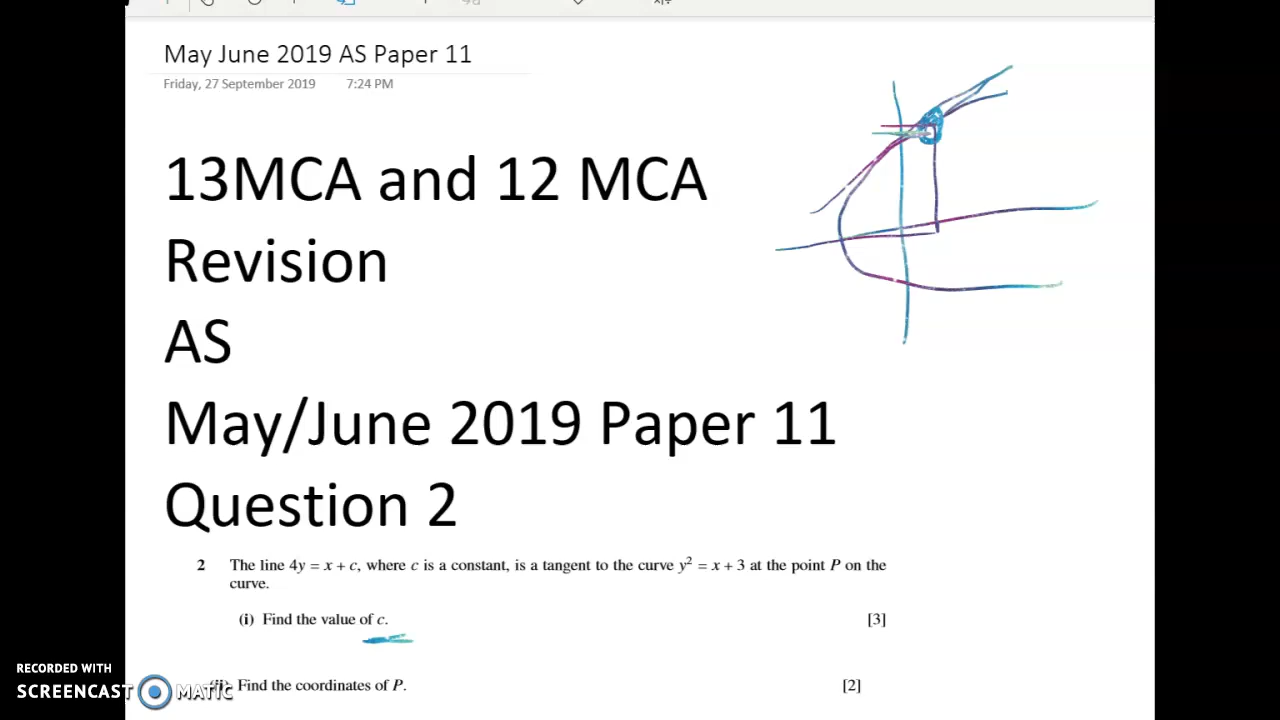 May June 2019 AS Paper 11
Friday, 27 September 2019 7:24 PM
13MCA and 12 MCA
Revision
AS
May/June 2019 Paper 11
Question 2
2 The line 4y = x + c, where c is a constant, is a tangent to the curve y² = x + 3 at the point P on the
curve.
(i) Find the value of c. [3]
(ii) Find the coordinates of P. [2]
RECORDED WITH
SCREENCAST MATIC